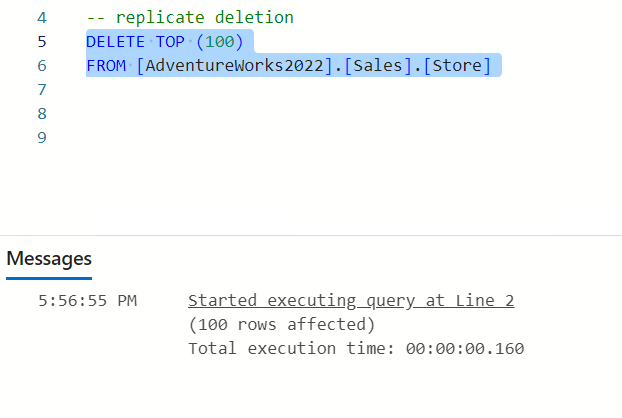 4 -- replicate deletion
5 DELETE TOP (100)
6 FROM [AdventureWorks2022].[Sales].[Store]
7
8
9
Messages
5:56:55 PM Started executing query at Line 2
(100 rows affected)
Total execution time: 00:00:00.160